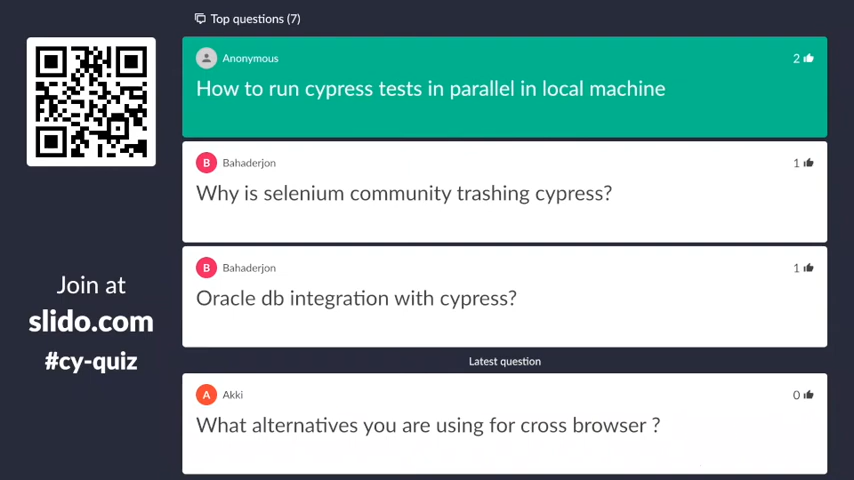 Top questions (7)
Anonymous
2
How to run cypress tests in parallel in local machine
B
Bahaderjon
1
Why is selenium community trashing cypress?
B
Bahaderjon
1
Oracle db integration with cypress?
Join at
slido.com
#cy-quiz
Latest question
A
Akki
0
What alternatives you are using for cross browser ?